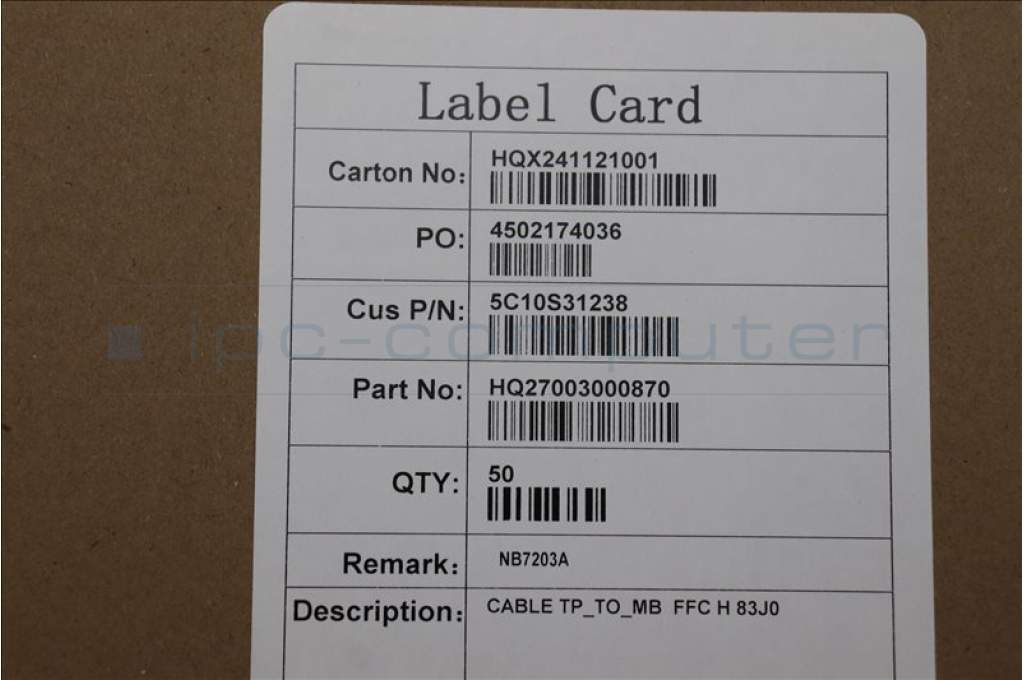 Label Card
Carton No: HQX241121001
PO: 4502174036
Cus P/N: 5C10S31238
ipc-computer
Part No: HQ27003000870
QTY: 50
Remark: NB7203A
Description: CABLE TP_TO_MB FFC H 83J0